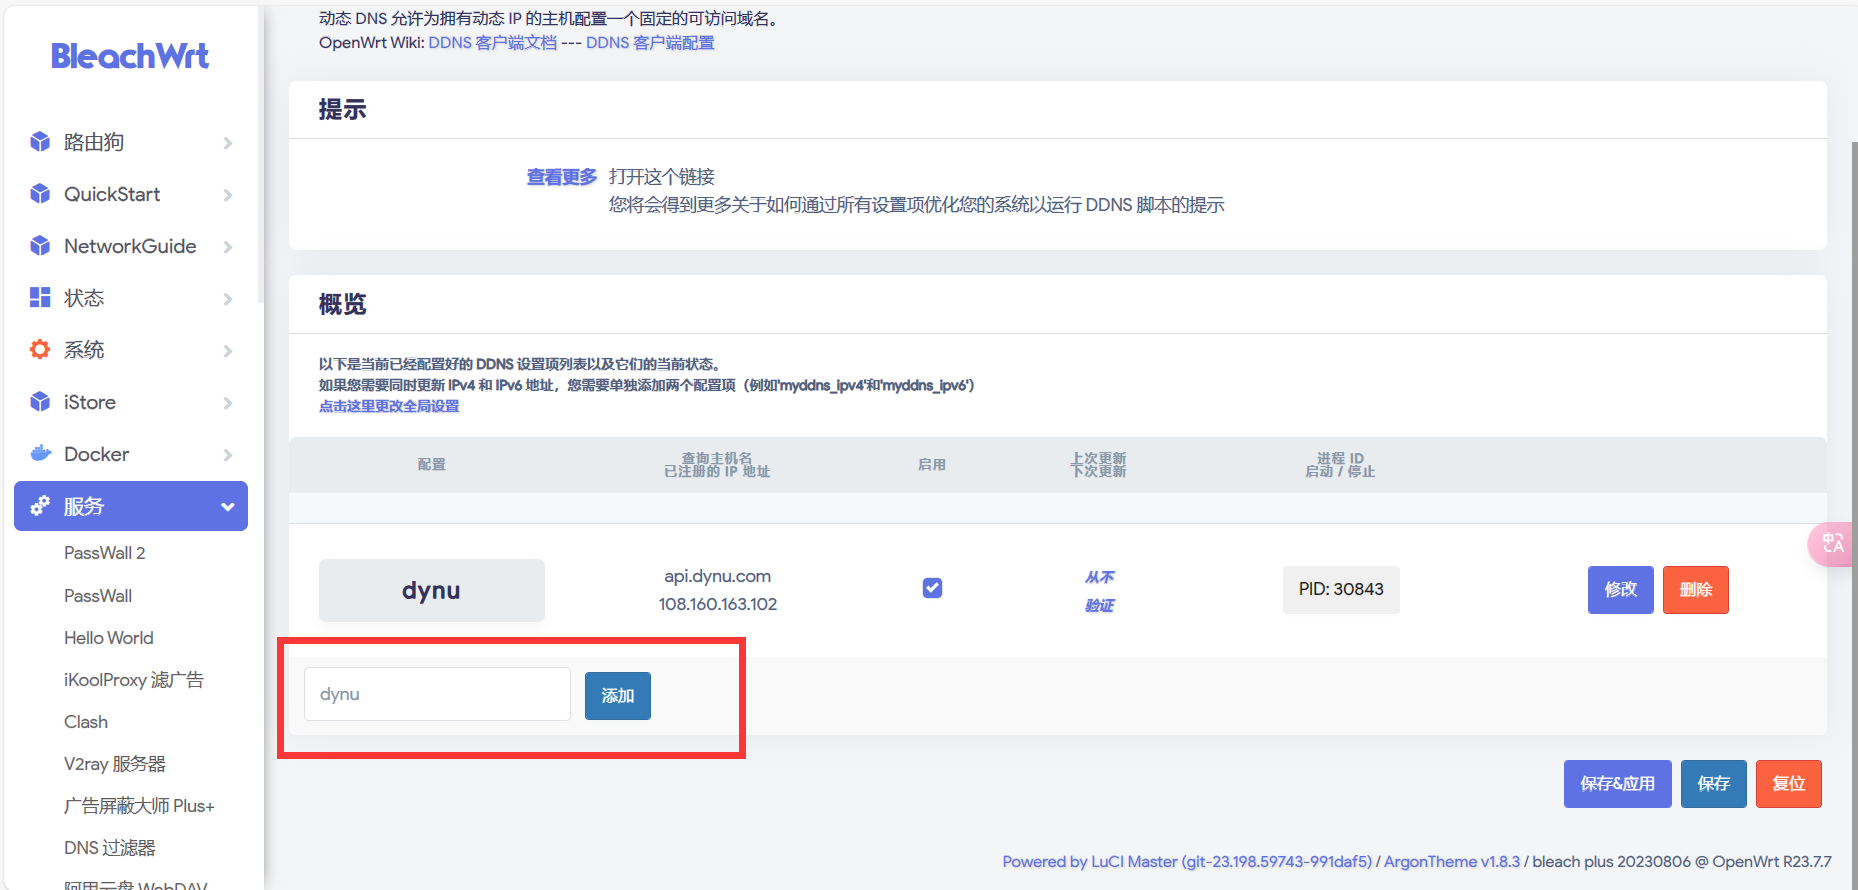 动态 DNS 允许为拥有动态 IP 的主机配置一个固定的可访问域名。
OpenWrt Wiki: DDNS 客户端文档 --- DDNS 客户端配置
BleachWrt
路由狗
QuickStart
NetworkGuide
状态
系统
iStore
Docker
服务
PassWall 2
PassWall
Hello World
iKoolProxy 滤广告
Clash
V2ray 服务器
广告屏蔽大师 Plus+
DNS 过滤器
阿里云盘 WebDAV
提示
查看更多 打开这个链接
您将会得到更多关于如何通过所有设置项优化您的系统以运行 DDNS 脚本的提示
概览
以下是当前已经配置好的 DDNS 设置项列表以及它们的当前状态。
如果您需要同时更新 IPv4 和 IPv6 地址，您需要单独添加两个配置项（例如'myddns_ipv4'和'myddns_ipv6'）
点击这里更改全局设置
配置
查询主机名
已注册的 IP 地址
启用
上次更新
下次更新
进程 ID
启动 / 停止
dynu
api.dynu.com
108.160.163.102
从不
验证
PID: 30843
修改
删除
dynu
添加
保存&应用
保存
复位
Powered by LuCI Master (git-23.198.59743-991daf5) / ArgonTheme v1.8.3 / bleach plus 20230806 @ OpenWrt R23.7.7